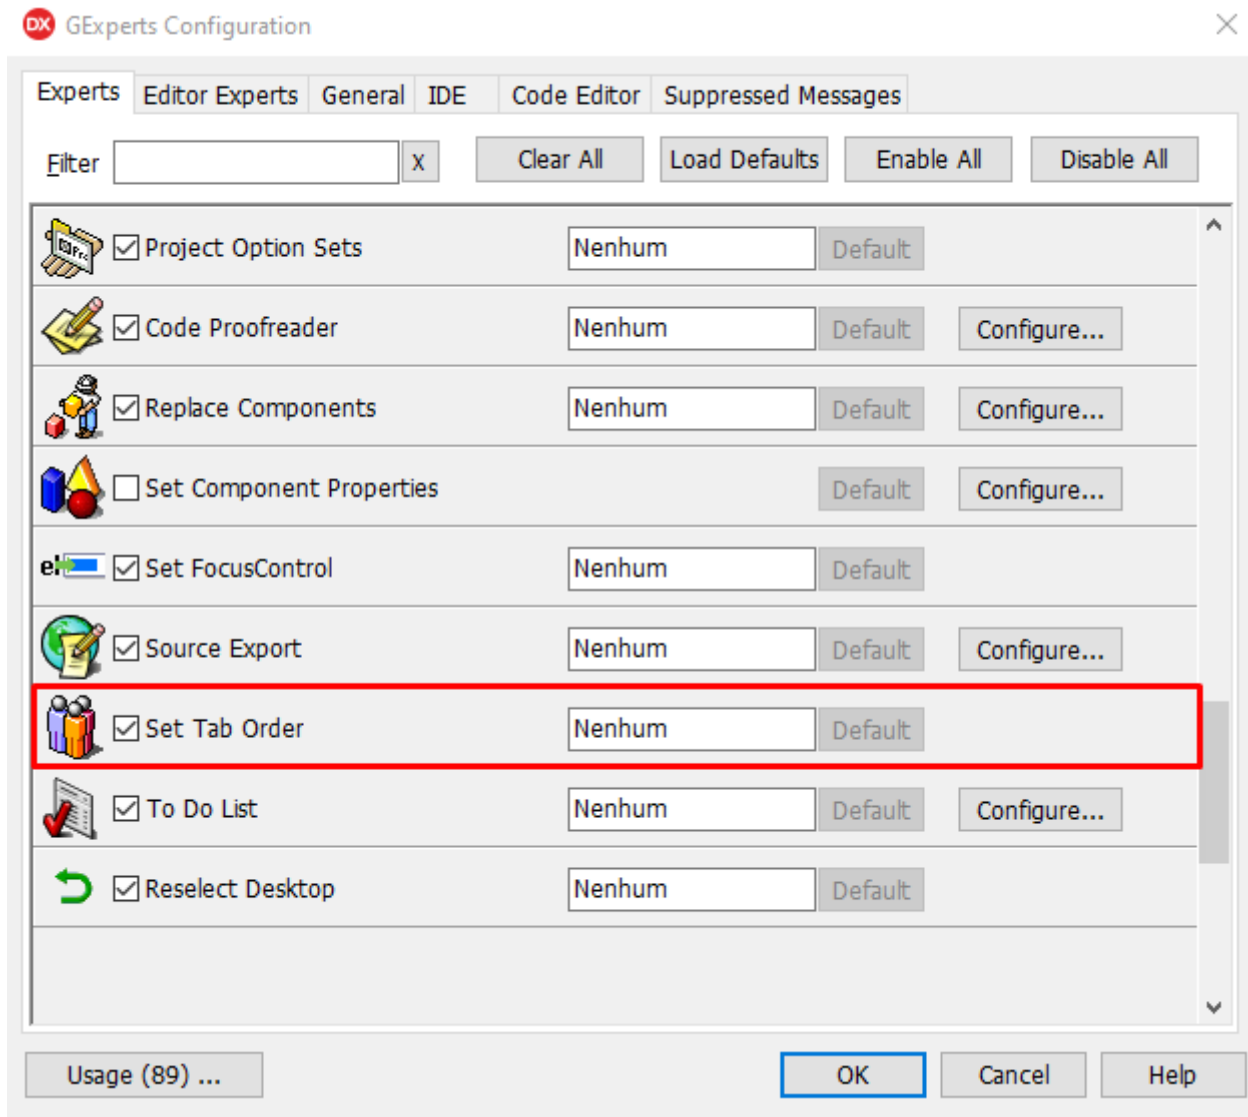 DX GExperts Configuration
Experts Editor Experts General IDE Code Editor Suppressed Messages
Filter X Clear All Load Defaults Enable All Disable All
Project Option Sets Nenhum Default
Code Proofreader Nenhum Default Configure...
Replace Components Nenhum Default Configure...
Set Component Properties Default Configure...
Set FocusControl Nenhum Default
Source Export Nenhum Default Configure...
Set Tab Order Nenhum Default
To Do List Nenhum Default Configure...
Reselect Desktop Nenhum Default
Usage (89) ... OK Cancel Help